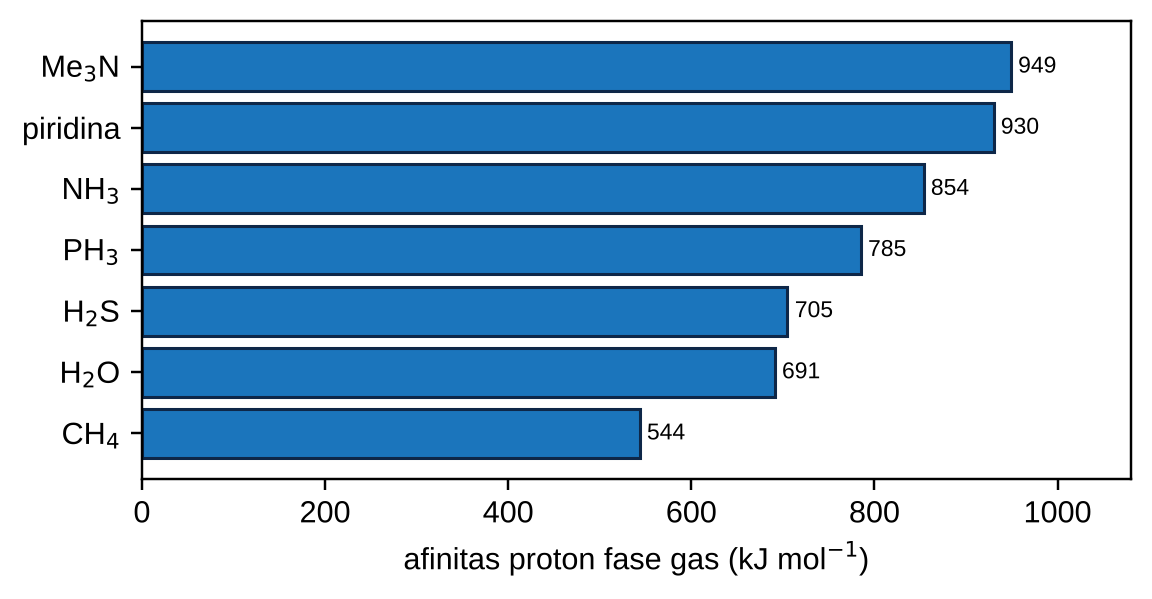 Me₃N 949
piridina 930
NH₃ 854
PH₃ 785
H₂S 705
H₂O 691
CH₄ 544
0 200 400 600 800 1000
afinitas proton fase gas (kJ mol⁻¹)